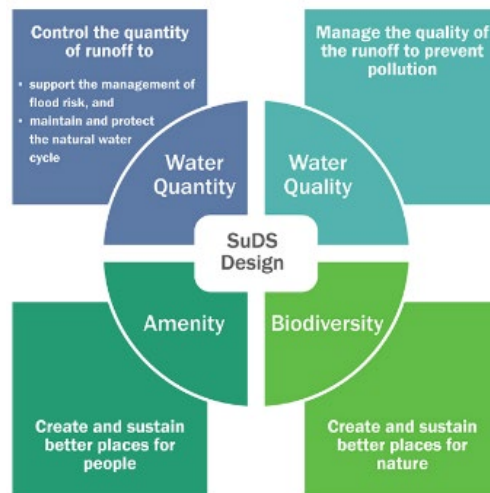 Control the quantity
of runoff to
• support the management of
flood risk, and
• maintain and protect
the natural water
cycle
Manage the quality of
the runoff to prevent
pollution
Water
Quantity
Water
Quality
SuDS
Design
Amenity
Biodiversity
Create and sustain
better places for
people
Create and sustain
better places for
nature